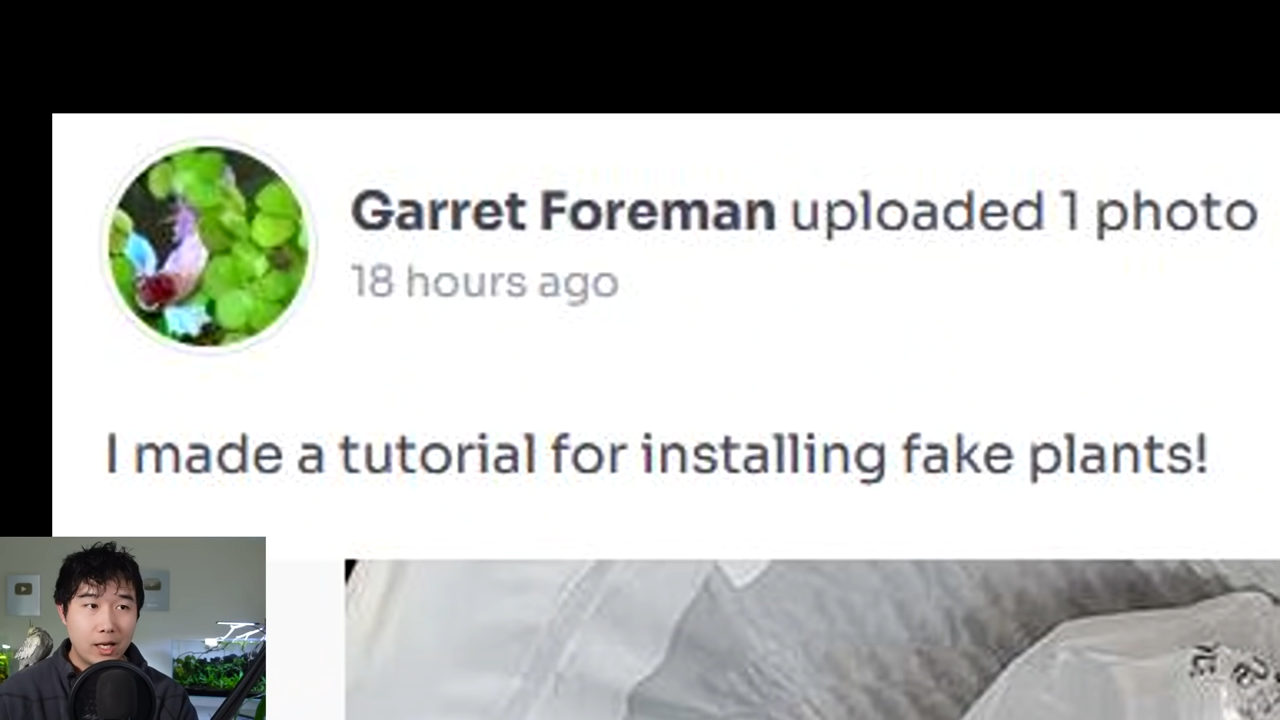 Garret Foreman uploaded 1 photo
18 hours ago
I made a tutorial for installing fake plants!